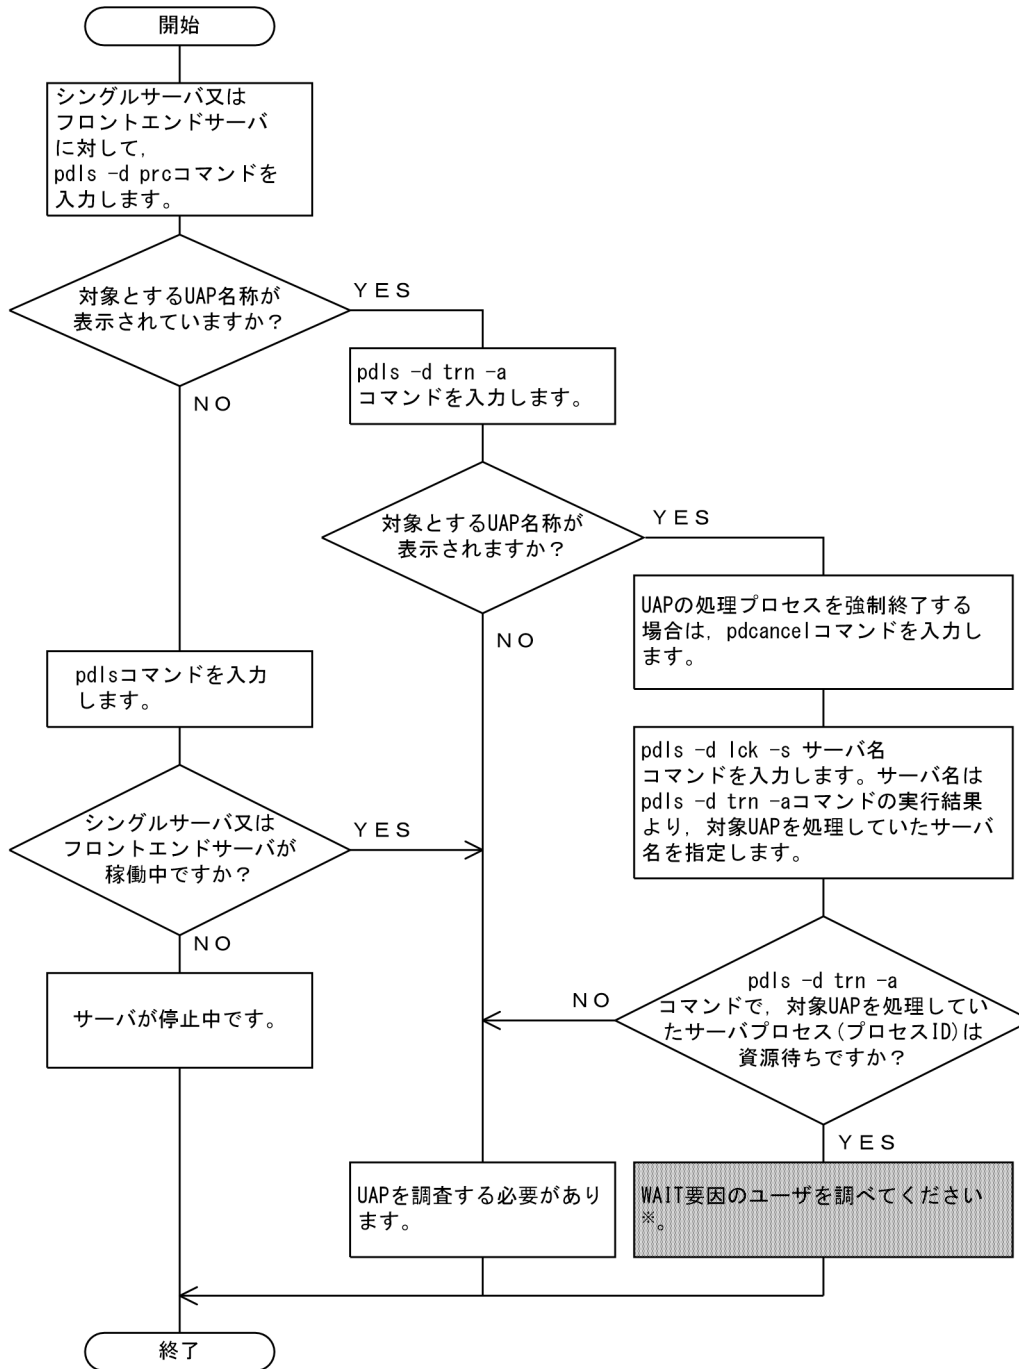 開始
シングルサーバ又は
フロントエンドサーバ
に対して，
pdls -d prcコマンドを
入力します。
対象とするUAP名称が
表示されていますか？
ＹＥＳ
ＮＯ
pdls -d trn -a
コマンドを入力します。
対象とするUAP名称が
表示されますか？
ＹＥＳ
ＮＯ
UAPの処理プロセスを強制終了する
場合は，pdcancelコマンドを入力し
ます。
pdlsコマンドを入力
します。
pdls -d lck -s サーバ名
コマンドを入力します。サーバ名は
pdls -d trn -aコマンドの実行結果
より，対象UAPを処理していたサーバ
名を指定します。
シングルサーバ又は
フロントエンドサーバが
稼働中ですか？
ＹＥＳ
ＮＯ
サーバが停止中です。
pdls -d trn -a
コマンドで，対象UAPを処理してい
たサーバプロセス(プロセスID)は
資源待ちですか？
ＮＯ
ＹＥＳ
UAPを調査する必要があり
ます。
WAIT要因のユーザを調べてください
※。
終了